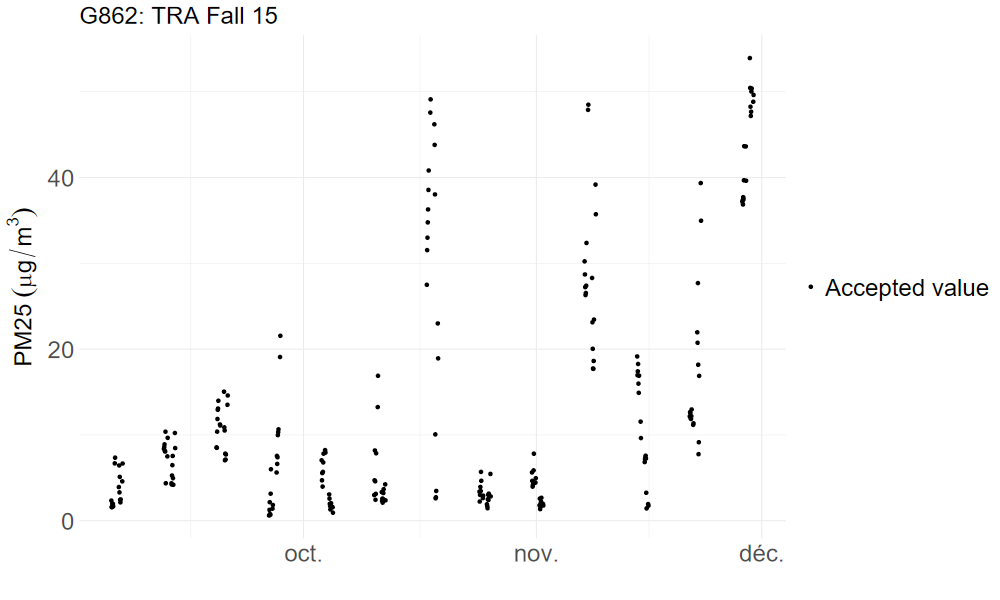 G862: TRA Fall 15
PM25 (μg/m³)
40
20
0
oct.
nov.
déc.
Accepted value